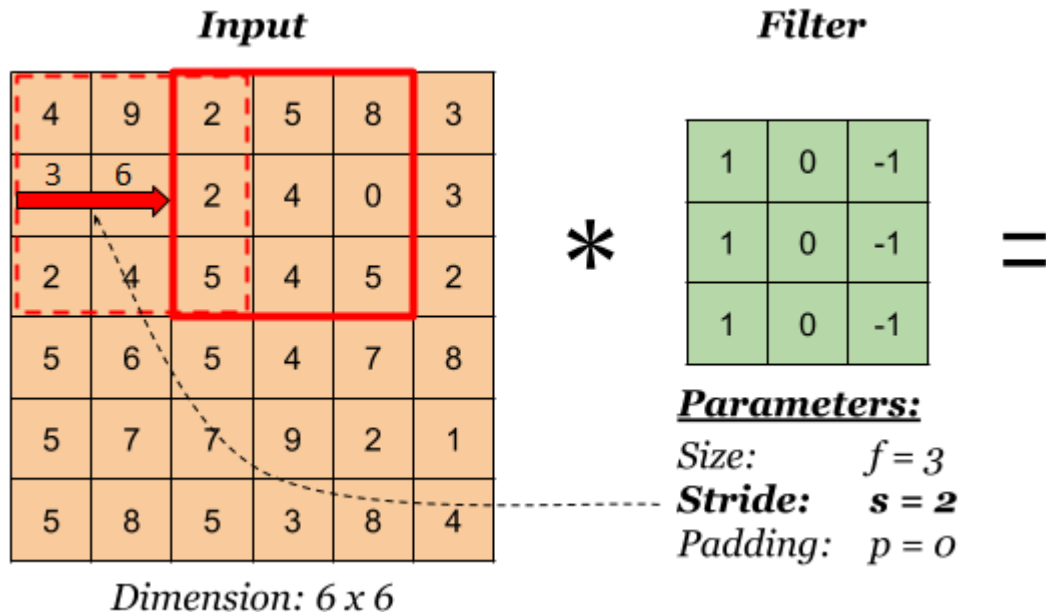 Input
Filter
4 9 2 5 8 3
3 6 2 4 0 3
2 4 5 4 5 2
5 6 5 4 7 8
5 7 7 9 2 1
5 8 5 3 8 4
Dimension: 6 x 6
*
1 0 -1
1 0 -1
1 0 -1
=
Parameters:
Size: f = 3
Stride: s = 2
Padding: p = 0